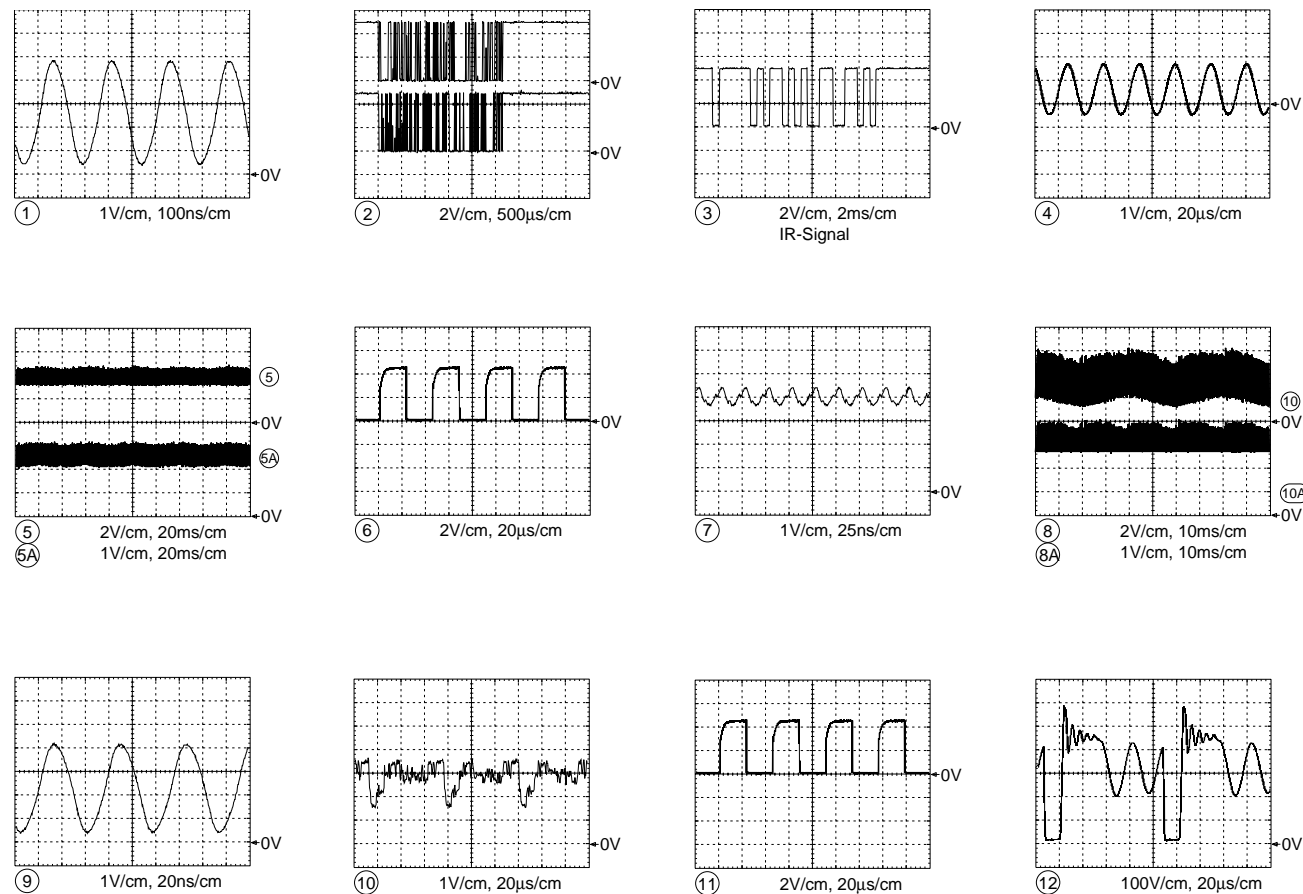 0V
① 1V/cm, 100ns/cm
0V
0V
② 2V/cm, 500μs/cm
0V
③ 2V/cm, 2ms/cm
IR-Signal
0V
④ 1V/cm, 20μs/cm
⑤
0V
5A
0V
⑤ 2V/cm, 20ms/cm
5A 1V/cm, 20ms/cm
0V
⑥ 2V/cm, 20μs/cm
0V
⑦ 1V/cm, 25ns/cm
⑩
0V
10A
0V
⑧ 2V/cm, 10ms/cm
8A 1V/cm, 10ms/cm
0V
⑨ 1V/cm, 20ns/cm
0V
⑩ 1V/cm, 20μs/cm
0V
⑪ 2V/cm, 20μs/cm
0V
⑫ 100V/cm, 20μs/cm